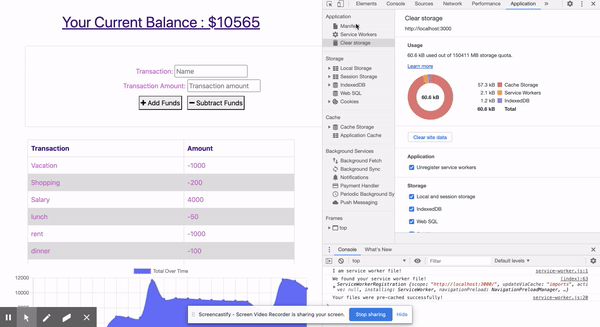 Your Current Balance : $10565
Transaction: Name
Transaction Amount: Transaction amount
+ Add Funds
− Subtract Funds
Transaction Amount
Vacation -1000
Shopping -200
Salary 4000
lunch -50
rent -1000
dinner -100
Total Over Time
12000
10000
8000
Elements Console Sources Network Performance Application
Application
Manifest
Service Workers
Clear storage
Storage
Local Storage
Session Storage
IndexedDB
Web SQL
Cookies
Cache
Cache Storage
Application Cache
Background Services
Background Fetch
Background Sync
Notifications
Payment Handler
Periodic Background Sy
Push Messaging
Frames
top
Clear storage
http://localhost:3000
Usage
60.6 kB used out of 150411 MB storage quota.
Learn more
60.6 kB
57.3 kB Cache Storage
2.1 kB Service Workers
1.2 kB IndexedDB
60.6 kB Total
Clear site data
Application
Unregister service workers
Storage
Local and session storage
IndexedDB
Web SQL
Console What's New
top Filter Default levels
I am service worker file! service-worker.js:1
We found your service worker file! (index):63
ServiceWorkerRegistration {scope: "http://localhost:3000/", updateViaCache: "imports", acti
ve: null, installing: ServiceWorker, navigationPreload: NavigationPreloadManager, …}
Your files were pre-cached successfully! service-worker.js:20
Screencastify - Screen Video Recorder is sharing your screen. Stop sharing Hide